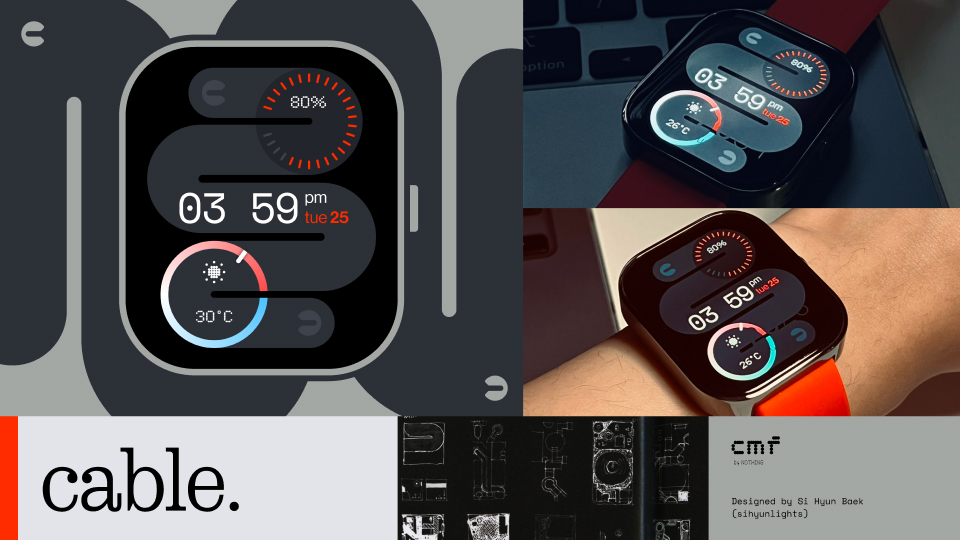 80%
03 59 pm
tue 25
30°C
option
80%
03 59 pm
tue 25
26°C
80%
03 59 pm
tue 25
26°C
cable.
cmf
by NOTHING
Designed by Si Hyun Baek
(sihyunlights)